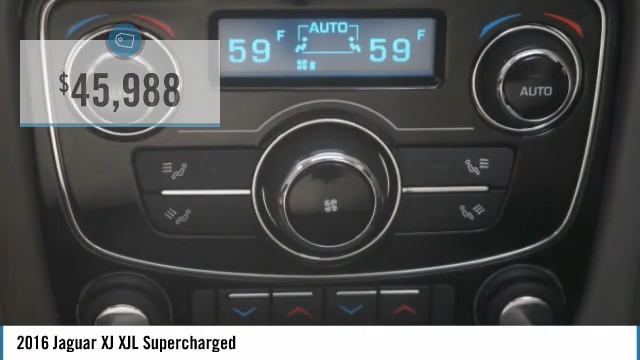 AUTO
59 F 59 F
$45,988
AUTO
2016 Jaguar XJ XJL Supercharged